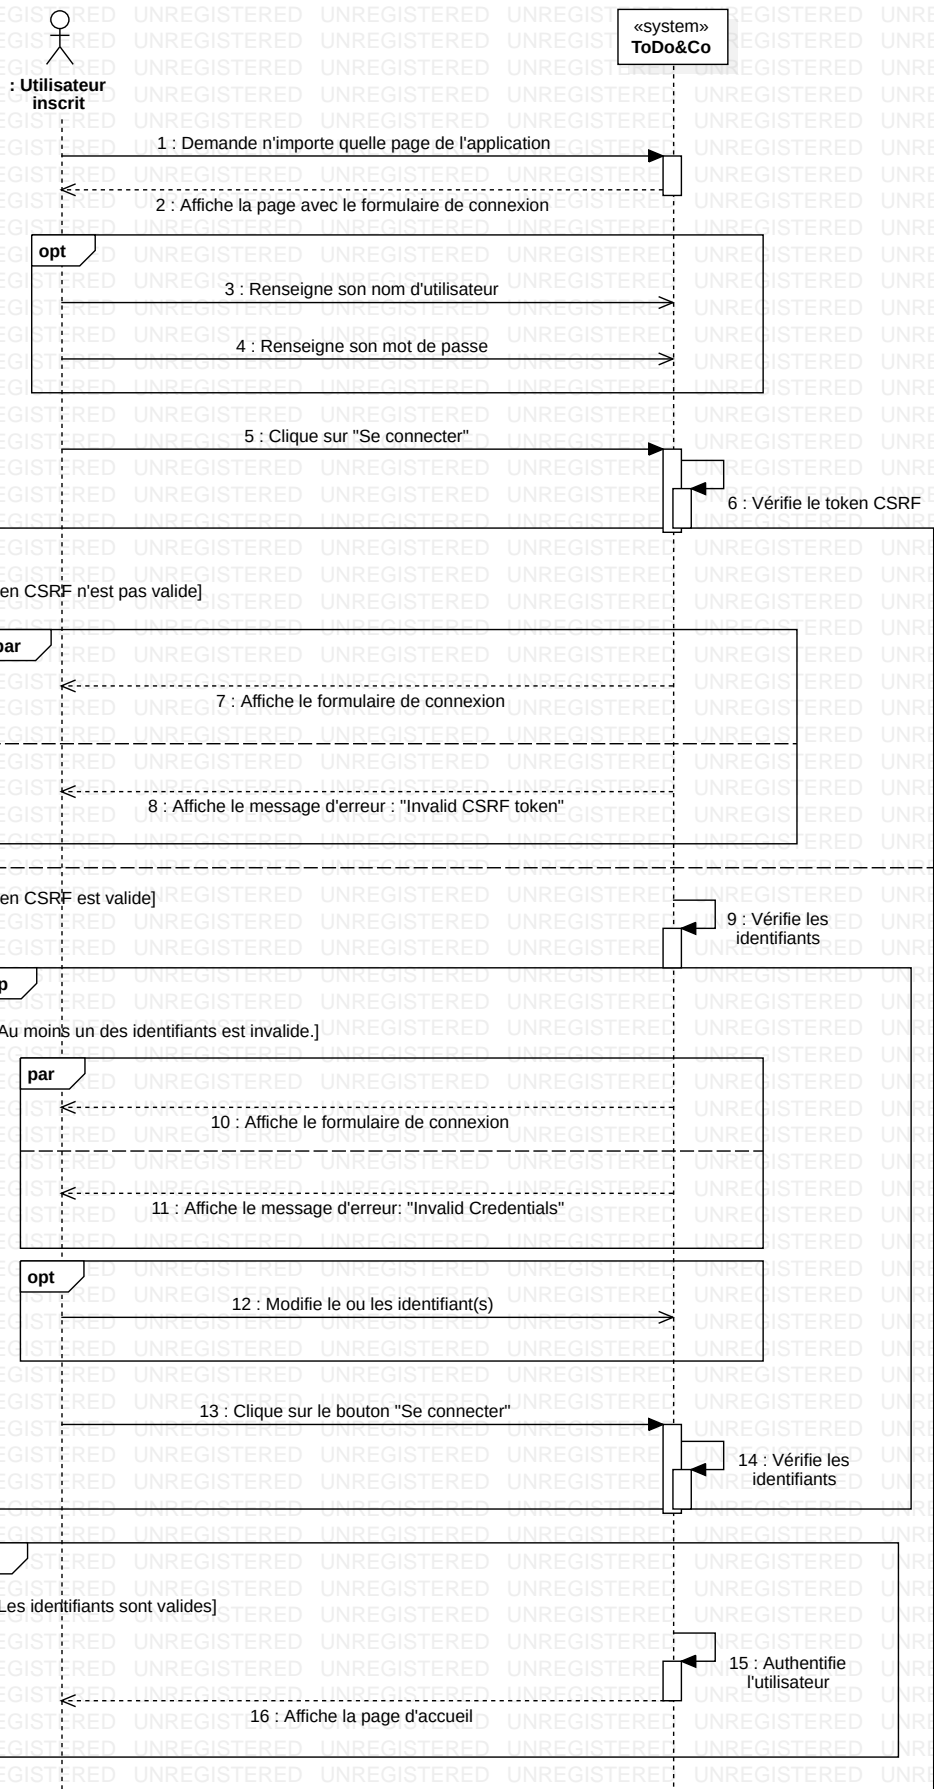 «system»
ToDo&Co
: Utilisateur
inscrit
1 : Demande n'importe quelle page de l'application
2 : Affiche la page avec le formulaire de connexion
opt
3 : Renseigne son nom d'utilisateur
4 : Renseigne son mot de passe
5 : Clique sur "Se connecter"
6 : Vérifie le token CSRF
en CSRF n'est pas valide]
par
7 : Affiche le formulaire de connexion
8 : Affiche le message d'erreur : "Invalid CSRF token"
en CSRF est valide]
9 : Vérifie les
identifiants
p
Au moins un des identifiants est invalide.]
par
10 : Affiche le formulaire de connexion
11 : Affiche le message d'erreur: "Invalid Credentials"
opt
12 : Modifie le ou les identifiant(s)
13 : Clique sur le bouton "Se connecter"
14 : Vérifie les
identifiants
Les identifiants sont valides]
15 : Authentifie
l'utilisateur
16 : Affiche la page d'accueil
UNREGISTERED